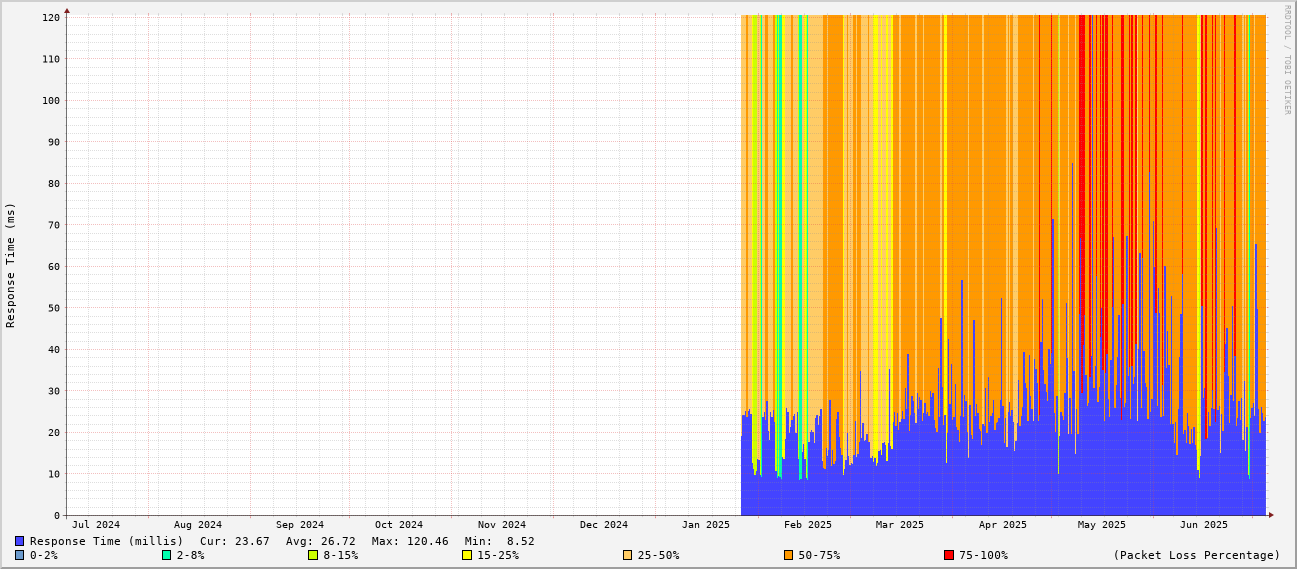 RRDTOOL / TOBI OETIKER
Response Time (ms)
120
110
100
90
80
70
60
50
40
30
20
10
0
Jul 2024 Aug 2024 Sep 2024 Oct 2024 Nov 2024 Dec 2024 Jan 2025 Feb 2025 Mar 2025 Apr 2025 May 2025 Jun 2025
Response Time (millis) Cur: 23.67 Avg: 26.72 Max: 120.46 Min: 8.52
0-2% 2-8% 8-15% 15-25% 25-50% 50-75% 75-100% (Packet Loss Percentage)